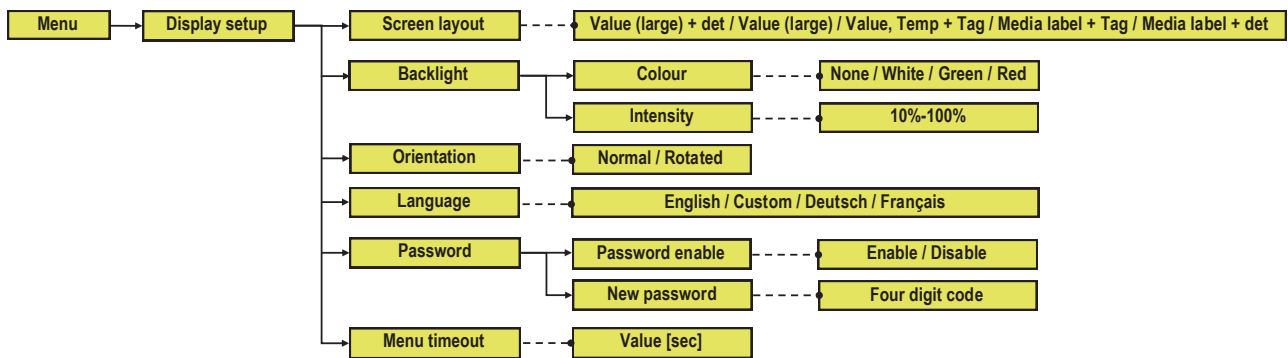 Menu
Display setup
Screen layout
Value (large) + det / Value (large) / Value, Temp + Tag / Media label + Tag / Media label + det
Backlight
Colour
None / White / Green / Red
Intensity
10%-100%
Orientation
Normal / Rotated
Language
English / Custom / Deutsch / Français
Password
Password enable
Enable / Disable
New password
Four digit code
Menu timeout
Value [sec]